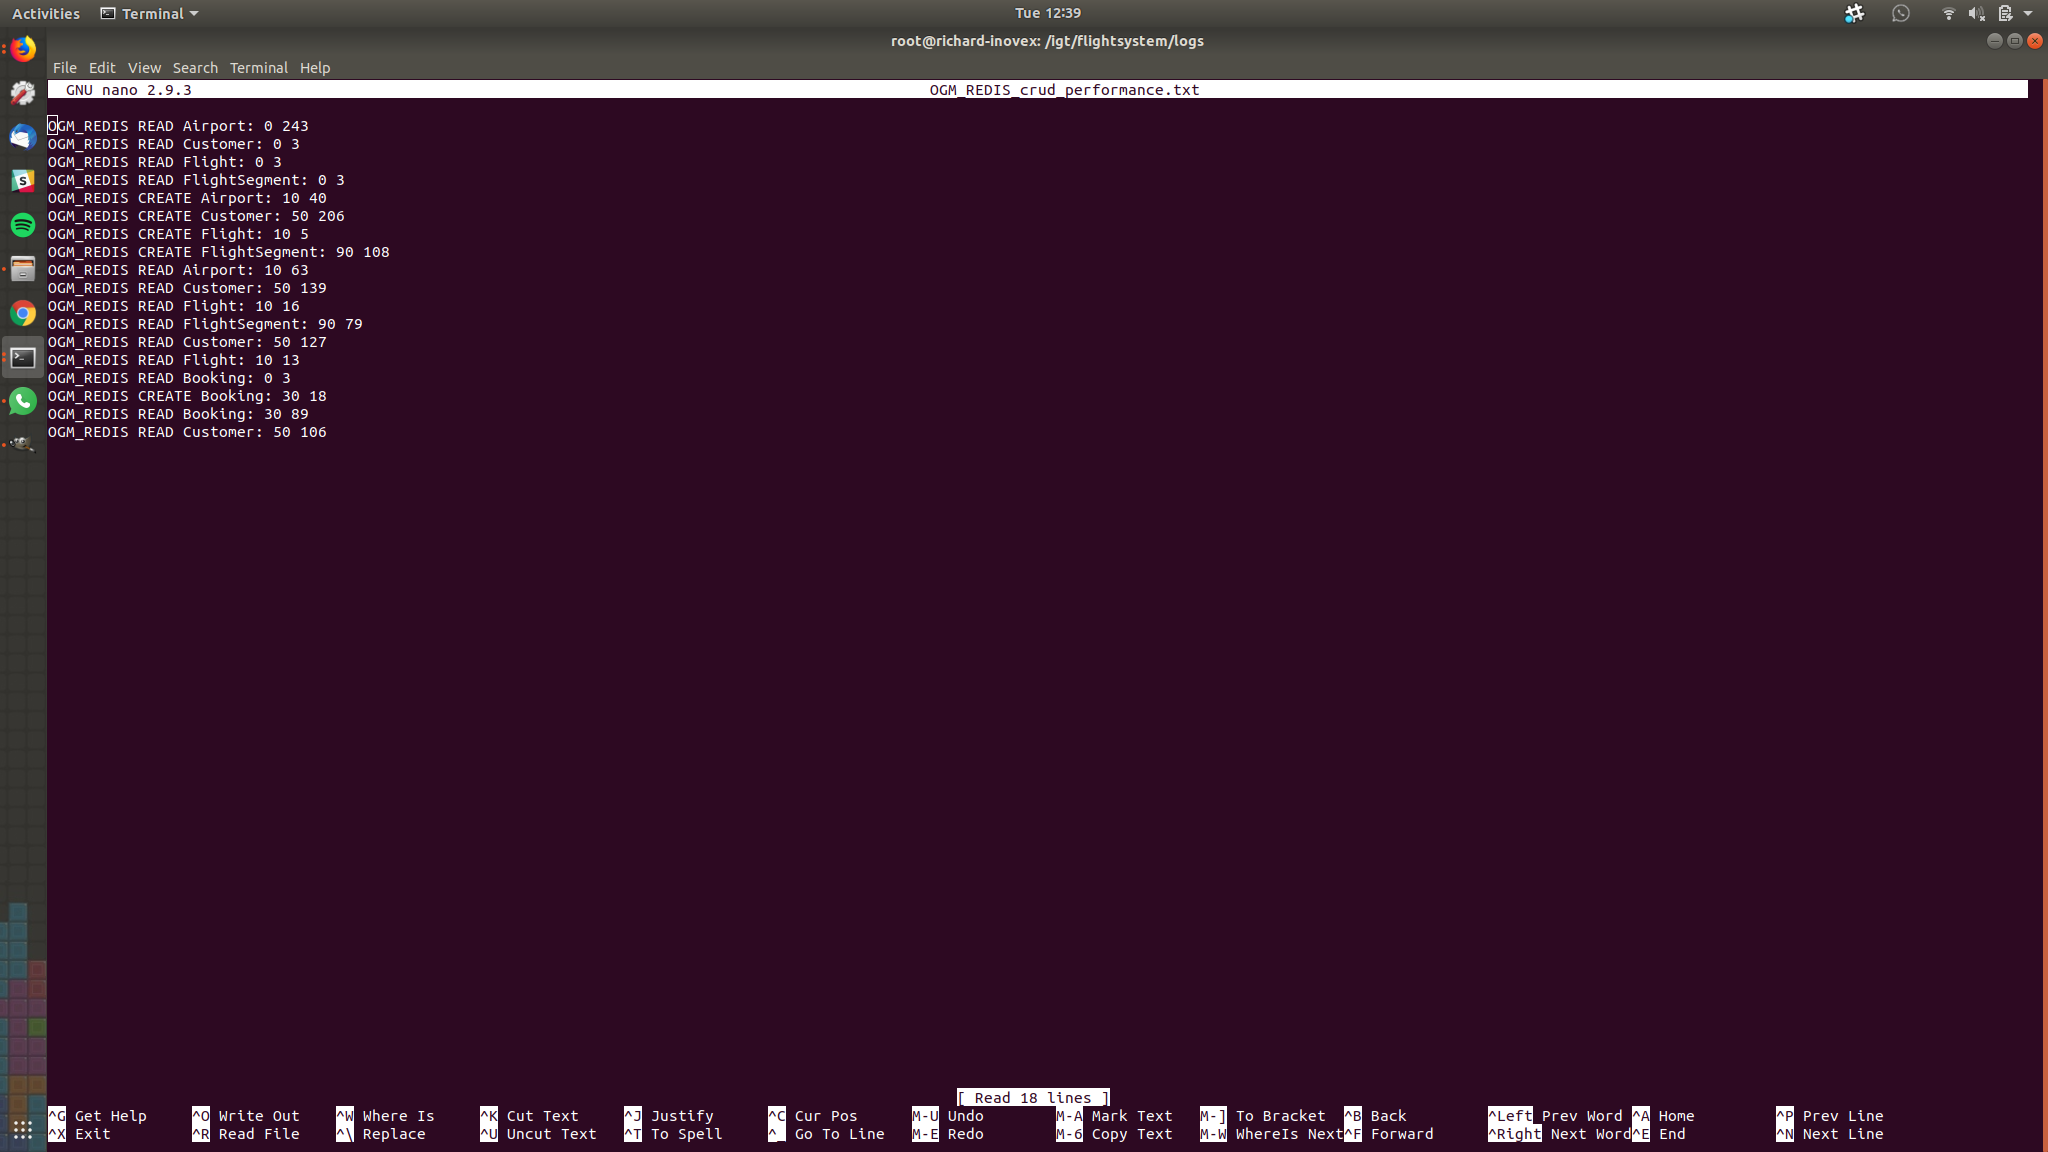 Activities Terminal Tue 12:39
root@richard-inovex: /igt/flightsystem/logs
File Edit View Search Terminal Help
GNU nano 2.9.3 OGM_REDIS_crud_performance.txt
OGM_REDIS READ Airport: 0 243
OGM_REDIS READ Customer: 0 3
OGM_REDIS READ Flight: 0 3
OGM_REDIS READ FlightSegment: 0 3
OGM_REDIS CREATE Airport: 10 40
OGM_REDIS CREATE Customer: 50 206
OGM_REDIS CREATE Flight: 10 5
OGM_REDIS CREATE FlightSegment: 90 108
OGM_REDIS READ Airport: 10 63
OGM_REDIS READ Customer: 50 139
OGM_REDIS READ Flight: 10 16
OGM_REDIS READ FlightSegment: 90 79
OGM_REDIS READ Customer: 50 127
OGM_REDIS READ Flight: 10 13
OGM_REDIS READ Booking: 0 3
OGM_REDIS CREATE Booking: 30 18
OGM_REDIS READ Booking: 30 89
OGM_REDIS READ Customer: 50 106
[ Read 18 lines ]
^G Get Help ^O Write Out ^W Where Is ^K Cut Text ^J Justify ^C Cur Pos M-U Undo M-A Mark Text M-] To Bracket ^B Back ^Left Prev Word ^A Home ^P Prev Line
^X Exit ^R Read File ^\ Replace ^U Uncut Text ^T To Spell ^_ Go To Line M-E Redo M-6 Copy Text M-W WhereIs Next ^F Forward ^Right Next Word ^E End ^N Next Line